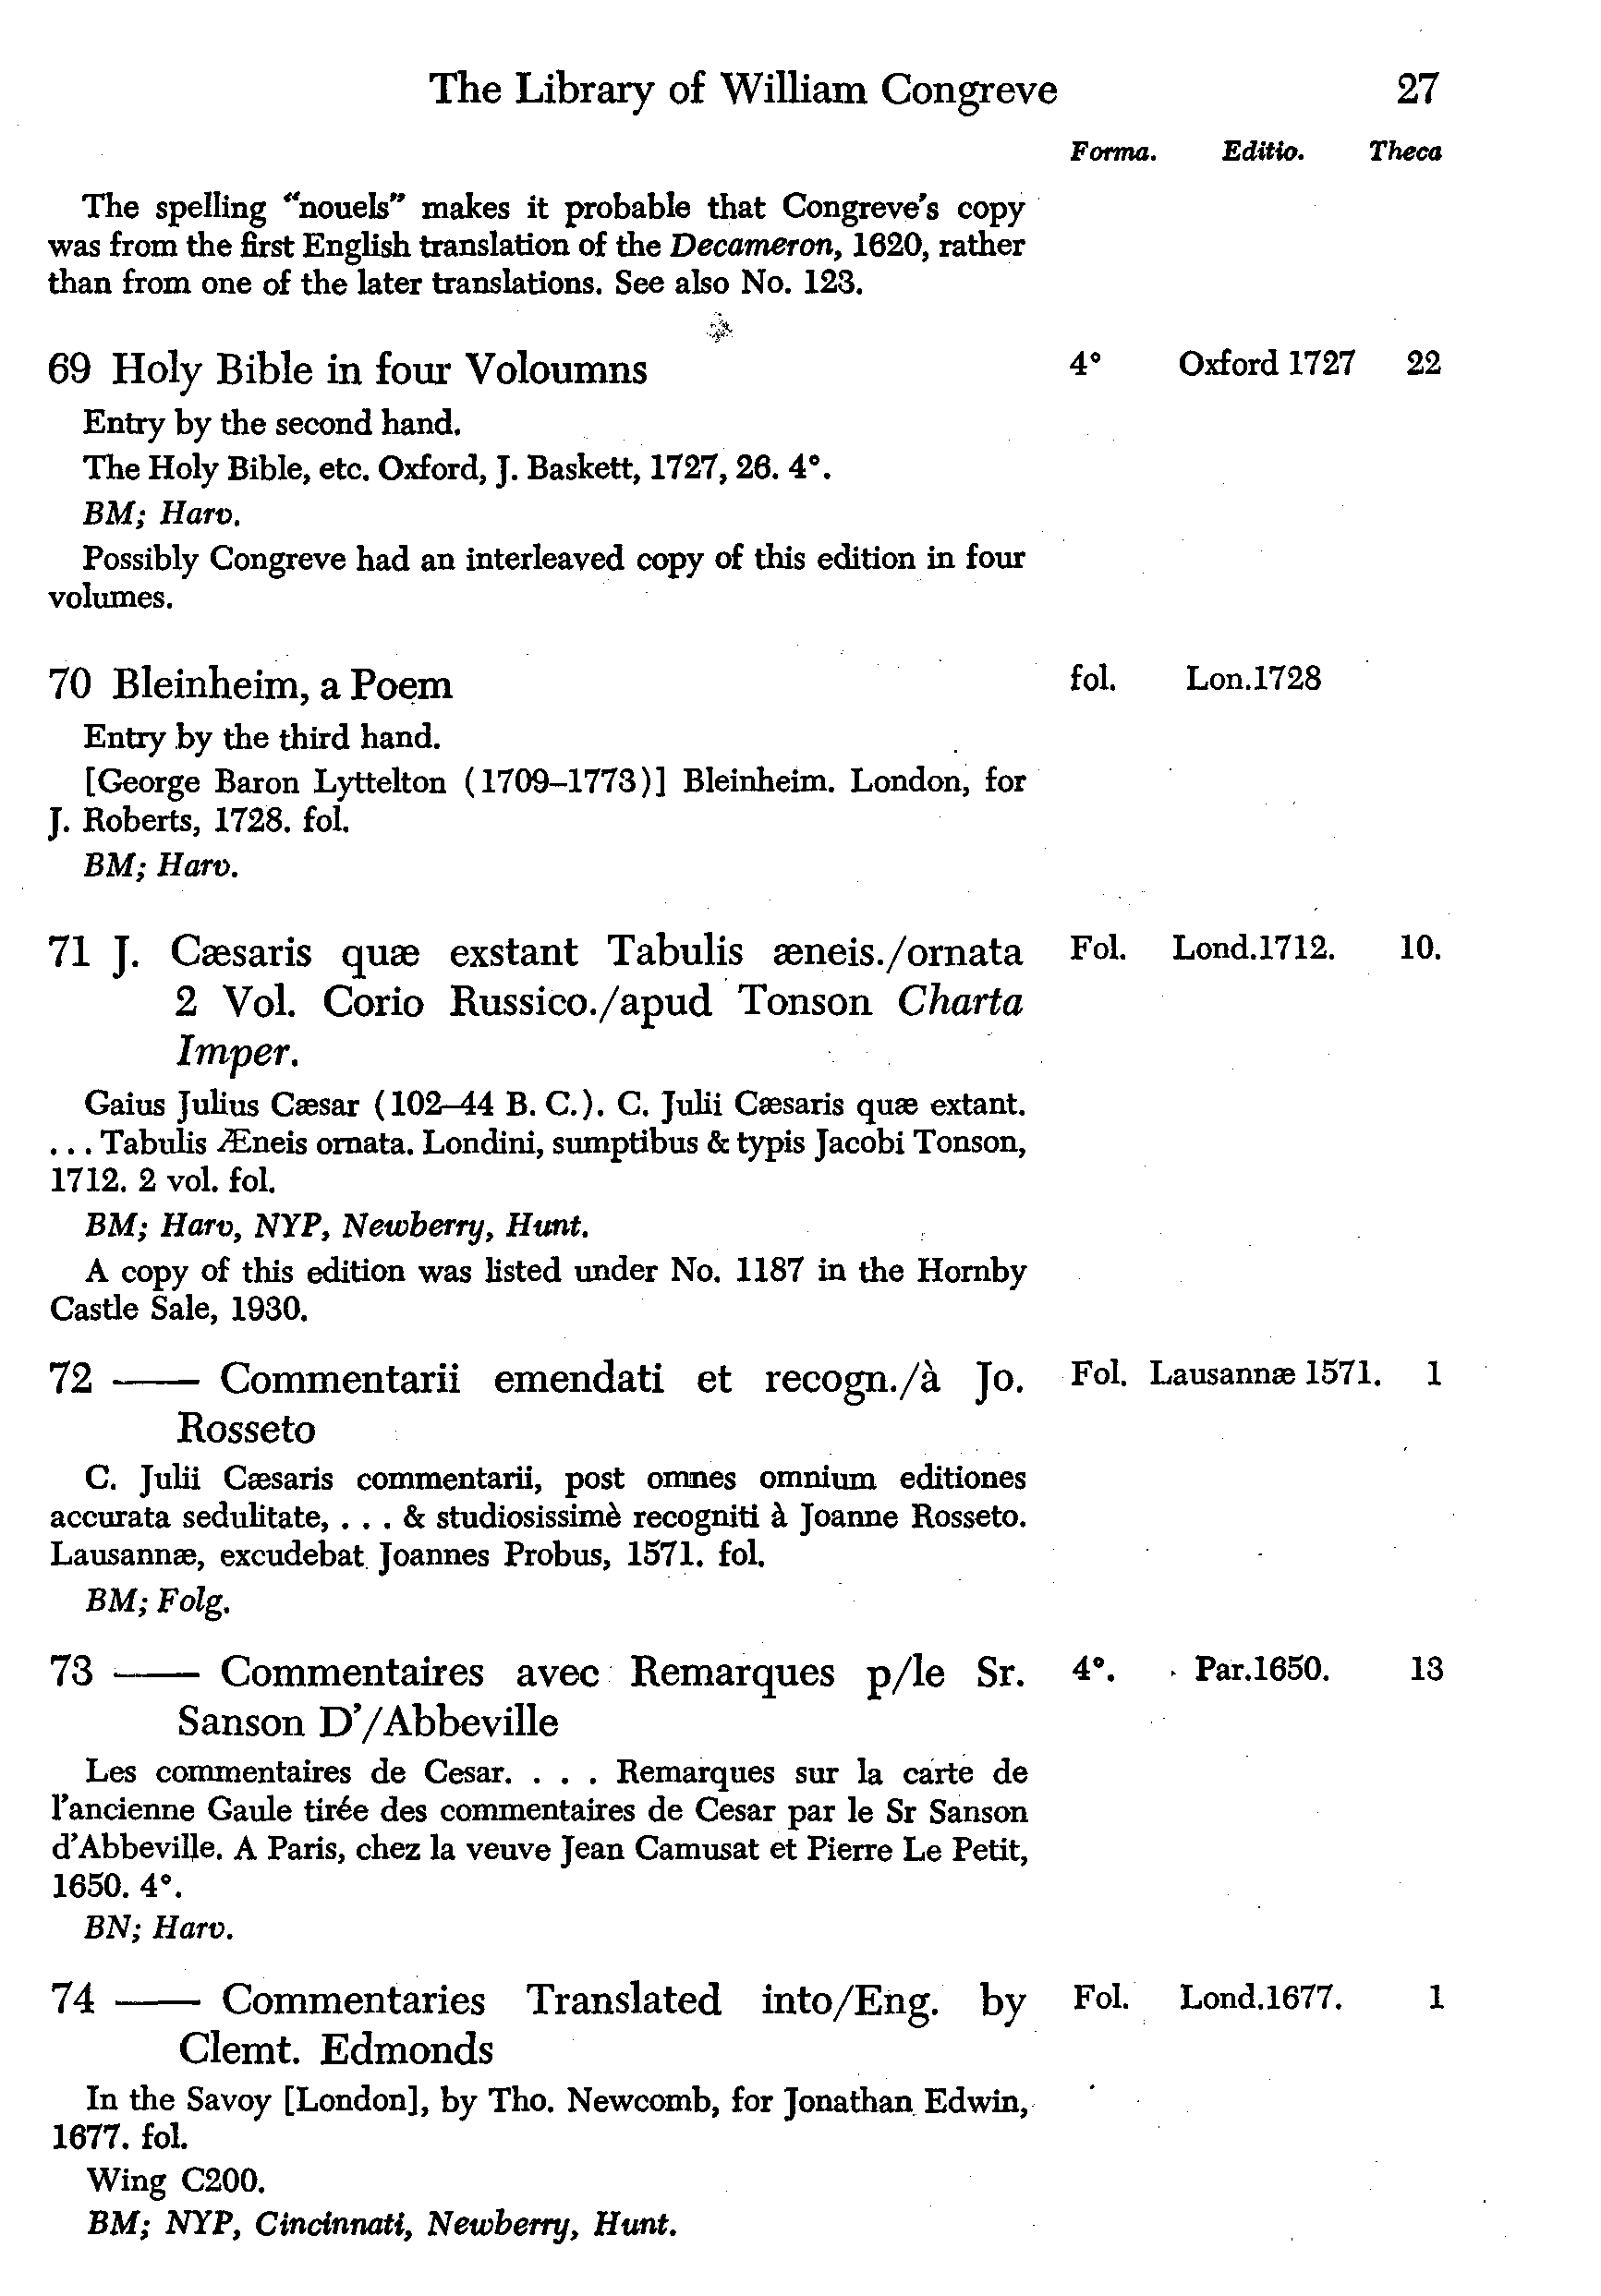 The Library of William Congreve 27
Forma. Editio. Theca
The spelling "nouels" makes it probable that Congreve's copy
was from the first English translation of the Decameron, 1620, rather
than from one of the later translations. See also No. 123.
69 Holy Bible in four Voloumns 4° Oxford 1727 22
Entry by the second hand.
The Holy Bible, etc. Oxford, J. Baskett, 1727, 26. 4°.
BM; Harv.
Possibly Congreve had an interleaved copy of this edition in four
volumes.
70 Bleinheim, a Poem fol. Lon.1728
Entry by the third hand.
[George Baron Lyttelton (1709–1773)] Bleinheim. London, for
J. Roberts, 1728. fol.
BM; Harv.
71 J. Cæsaris quæ exstant Tabulis æneis./ornata Fol. Lond.1712. 10.
2 Vol. Corio Russico./apud Tonson Charta
Imper.
Gaius Julius Cæsar (102–44 B. C.). C. Julii Cæsaris quæ extant.
. . . Tabulis Æneis ornata. Londini, sumptibus & typis Jacobi Tonson,
1712. 2 vol. fol.
BM; Harv, NYP, Newberry, Hunt.
A copy of this edition was listed under No. 1187 in the Hornby
Castle Sale, 1930.
72 —— Commentarii emendati et recogn./à Jo. Fol. Lausannæ 1571. 1
Rosseto
C. Julii Cæsaris commentarii, post omnes omnium editiones
accurata sedulitate, . . . & studiosissimè recogniti à Joanne Rosseto.
Lausannæ, excudebat Joannes Probus, 1571. fol.
BM; Folg.
73 —— Commentaires avec Remarques p/le Sr. 4°. Par.1650. 13
Sanson D'/Abbeville
Les commentaires de Cesar. . . . Remarques sur la carte de
l'ancienne Gaule tirée des commentaires de Cesar par le Sr Sanson
d'Abbeville. A Paris, chez la veuve Jean Camusat et Pierre Le Petit,
1650. 4°.
BN; Harv.
74 —— Commentaries Translated into/Eng. by Fol. Lond.1677. 1
Clemt. Edmonds
In the Savoy [London], by Tho. Newcomb, for Jonathan Edwin,
1677. fol.
Wing C200.
BM; NYP, Cincinnati, Newberry, Hunt.